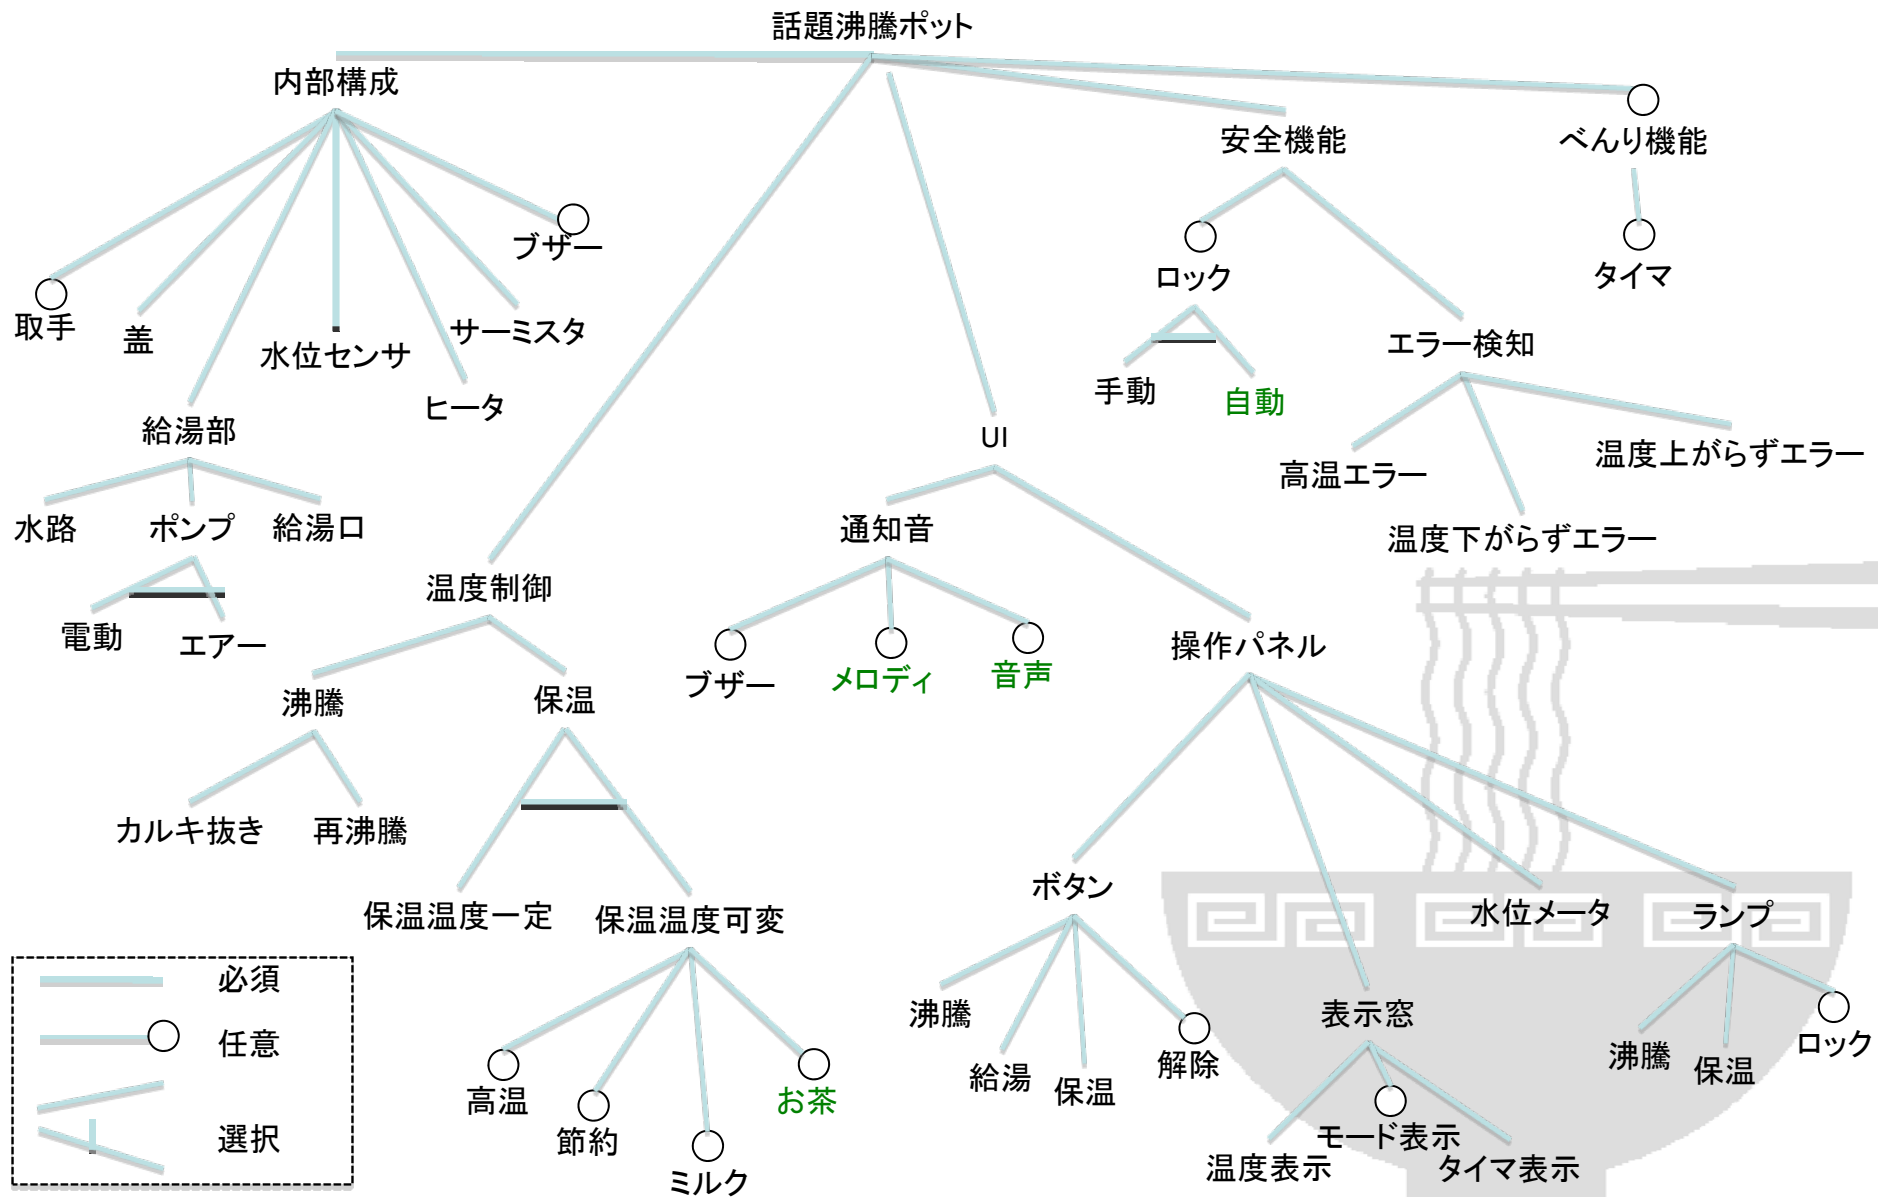 話題沸騰ポット
内部構成
安全機能
べんり機能
ブザー
ロック
タイマ
取手
蓋
水位センサ
サーミスタ
ヒータ
エラー検知
手動
自動
給湯部
UI
高温エラー
温度上がらずエラー
温度下がらずエラー
水路
ポンプ
給湯口
通知音
電動
エアー
温度制御
ブザー
メロディ
音声
操作パネル
沸騰
保温
カルキ抜き
再沸騰
保温温度一定
保温温度可変
ボタン
水位メータ
ランプ
必須
任意
選択
高温
節約
ミルク
お茶
沸騰
給湯
保温
解除
表示窓
沸騰
保温
ロック
温度表示
モード表示
タイマ表示